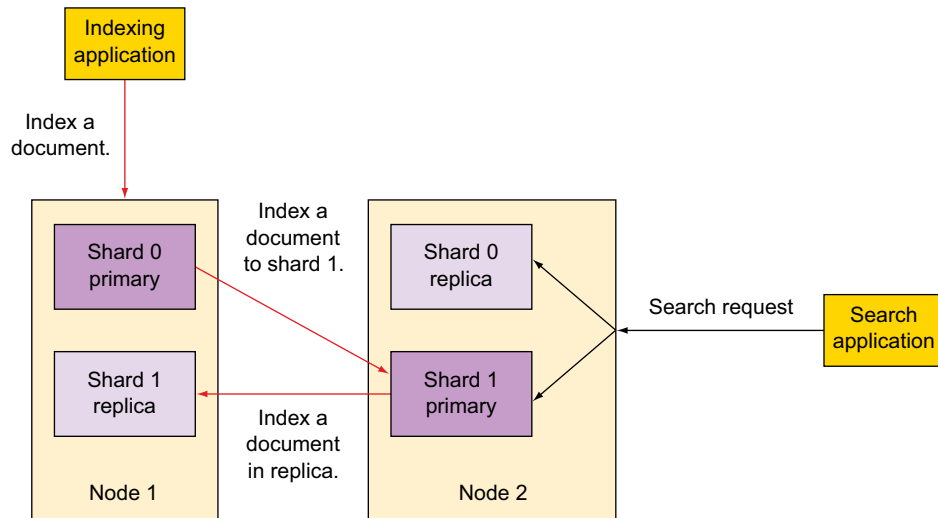 Indexing
application
Index a
document.
Index a
document
to shard 1.
Shard 0
primary
Shard 0
replica
Search request
Search
application
Shard 1
replica
Shard 1
primary
Index a
document
in replica.
Node 1
Node 2